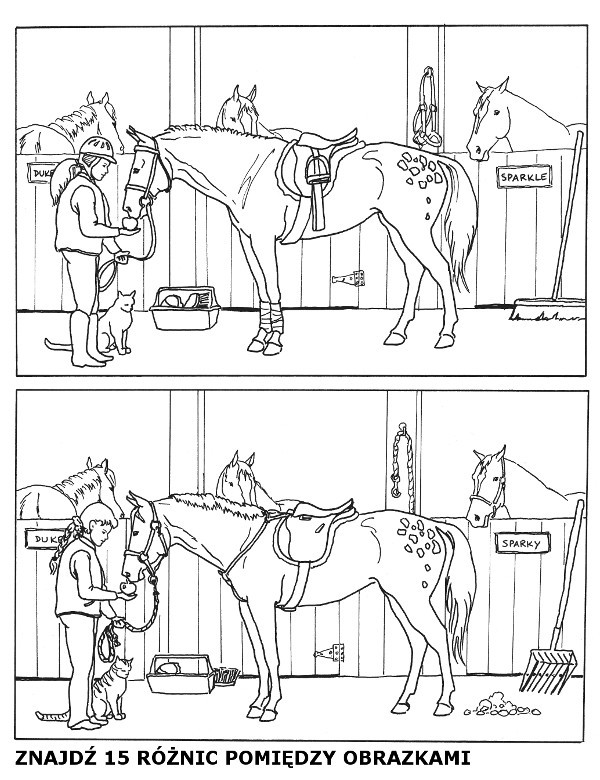 DUKE
SPARKLE
DUKE
SPARKY
ZNAJDŹ 15 RÓŻNIC POMIĘDZY OBRAZKAMI